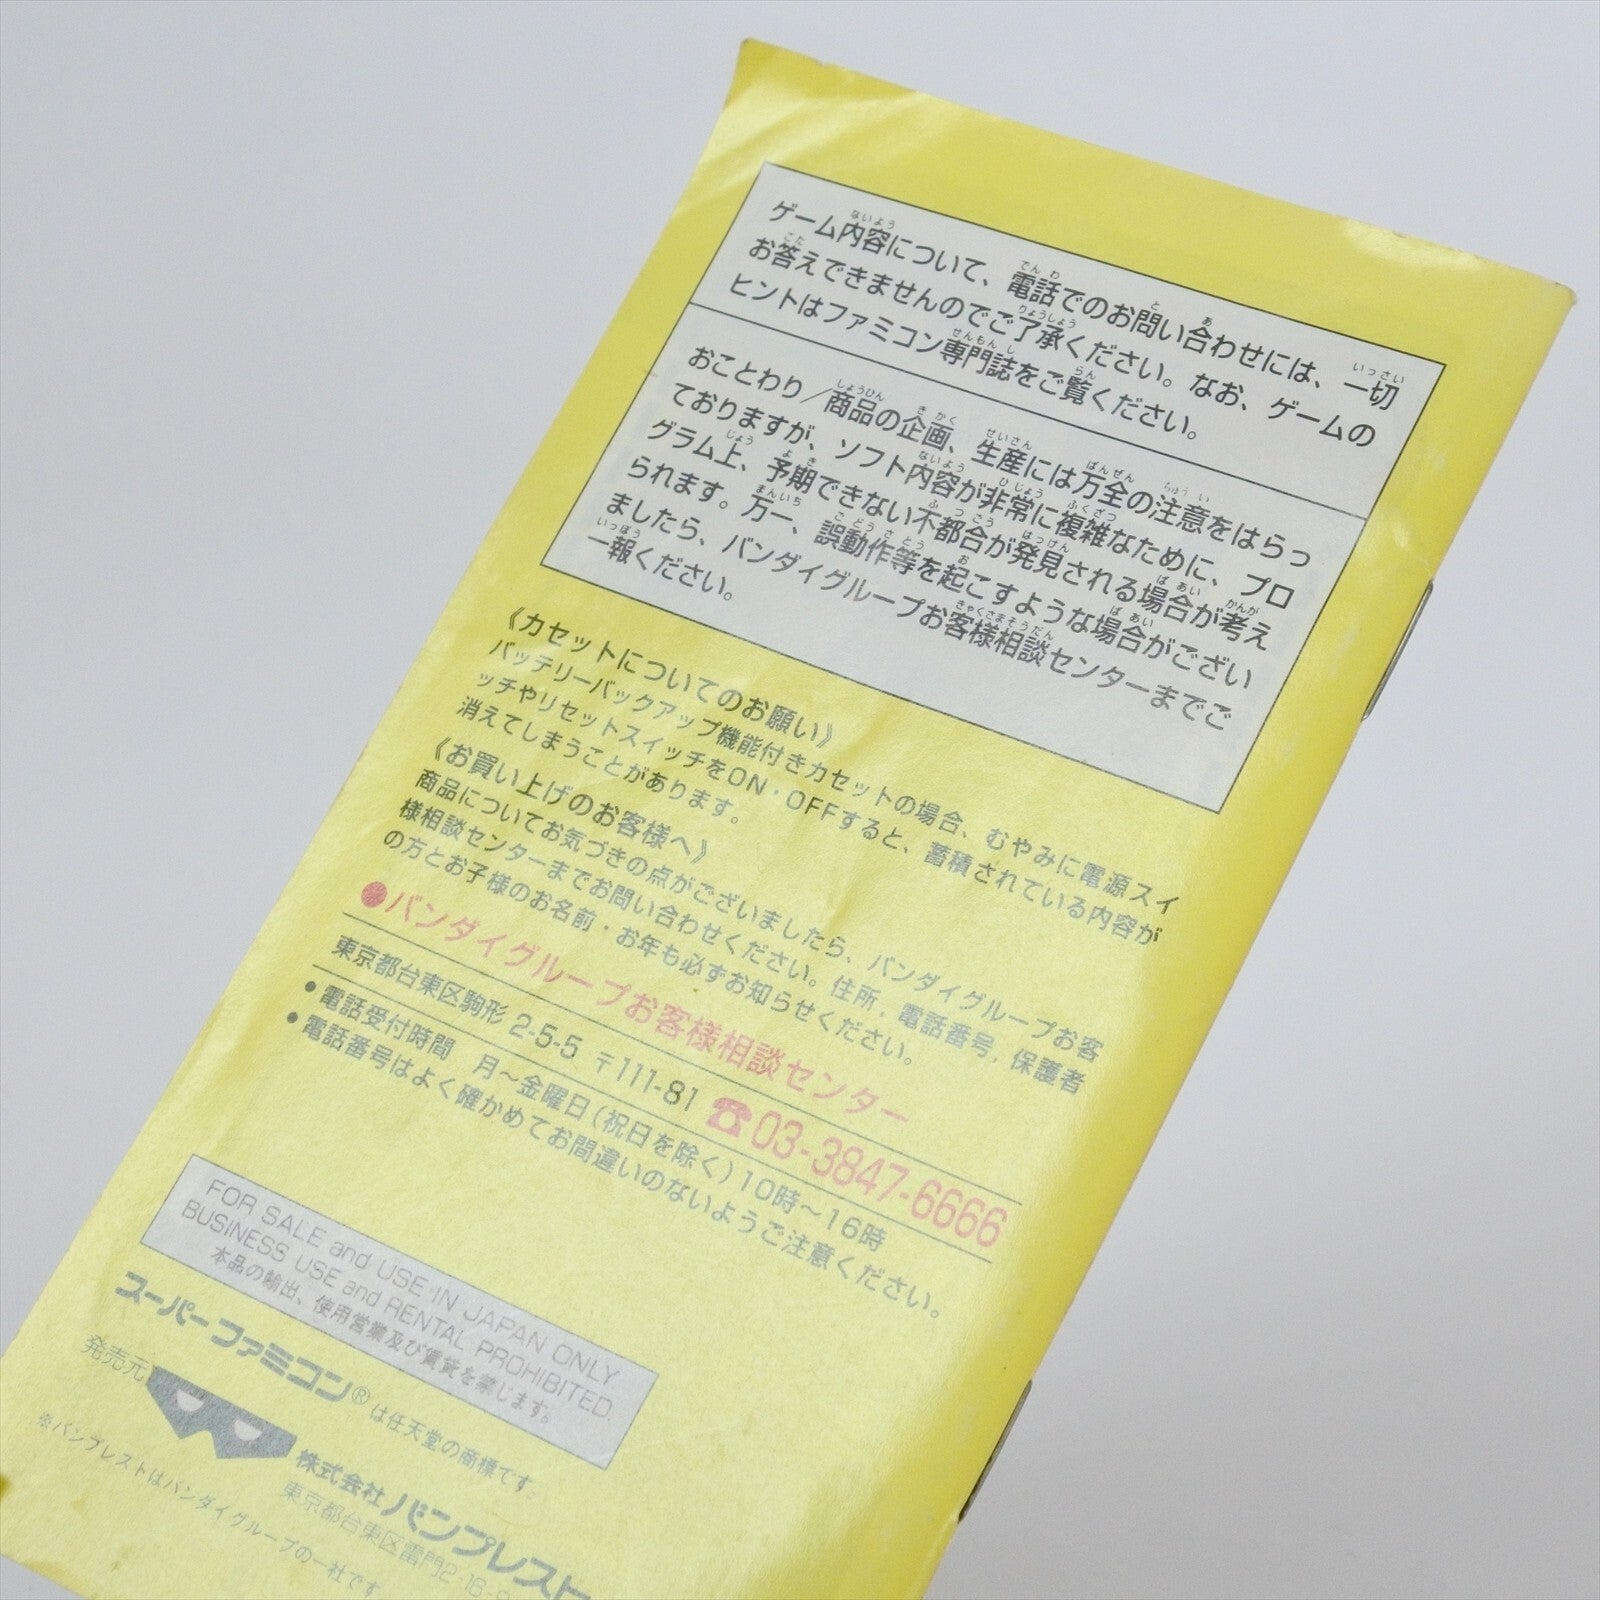 ゲーム内容について、電話でのお問い合わせには、一切
お答えできませんのでご了承ください。なお、ゲームの
ヒントはファミコン専門誌をご覧ください。
おことわり/商品の企画、生産には万全の注意をはらっ
ておりますが、ソフト内容が非常に複雑なために、プロ
グラム上、予期できない不都合が発見される場合が考え
られます。万一、誤動作等を起こすような場合がござい
ましたら、バンダイグループお客様相談センターまでご
一報ください。
《カセットについてのお願い》
バッテリーバックアップ機能付きカセットの場合、むやみに電源スイ
ッチやリセットスイッチをON・OFFすると、蓄積されている内容が
消えてしまうことがあります。
《お買い上げのお客様へ》
商品についてお気づきの点がございましたら、バンダイグループお客
様相談センターまでお問い合わせください。住所,電話番号,保護者
の方とお子様のお名前・お年も必ずお知らせください。
●バンダイグループお客様相談センター
東京都台東区駒形 2-5-5 〒111-81 ☎03-3847-6666
●電話受付時間 月〜金曜日(祝日を除く)10時〜16時
●電話番号はよく確かめてお間違いのないようご注意ください。
FOR SALE and USE IN JAPAN ONLY
BUSINESS USE and RENTAL PROHIBITED.
本品の輸出、使用営業及び賃貸を禁じます。
スーパーファミコン®は任天堂の商標です。
発売元 株式会社バンプレスト
東京都台東区雷門2-16-9
※バンプレストはバンダイグループの一社です